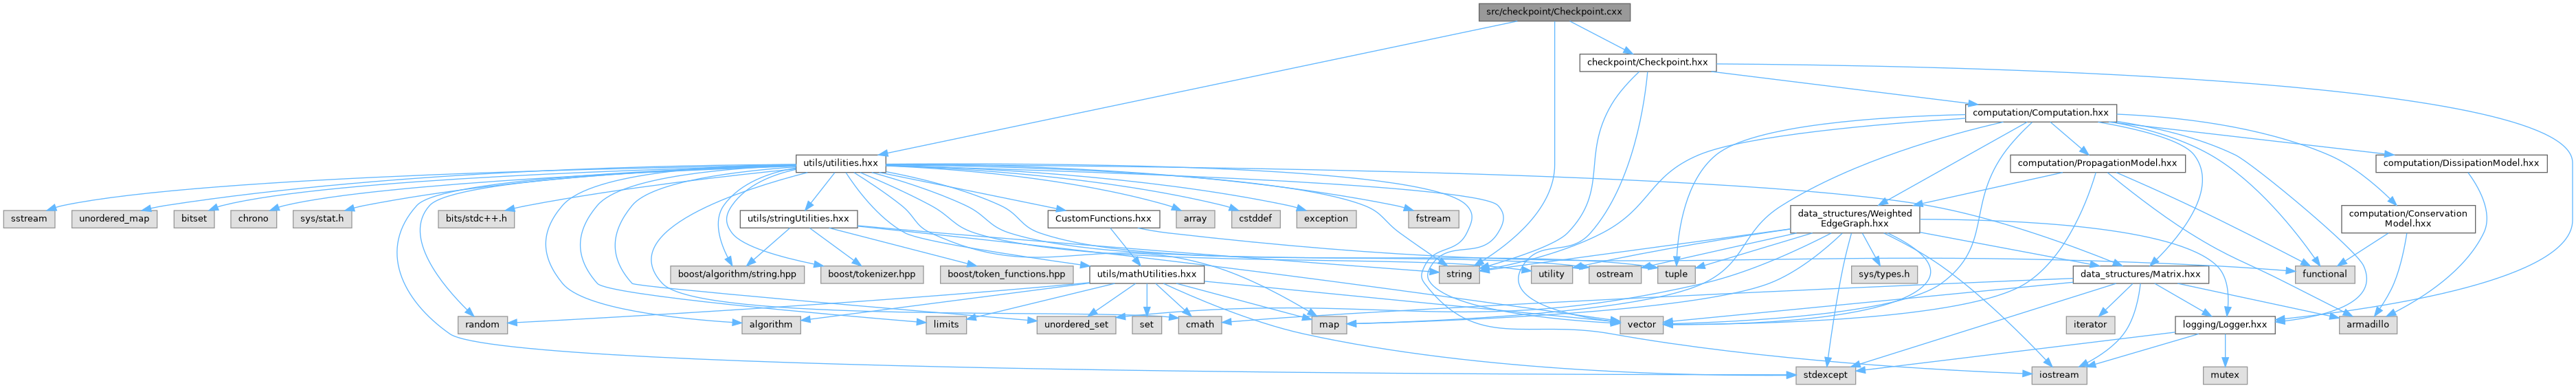 src/checkpoint/Checkpoint.cxx
checkpoint/Checkpoint.hxx
computation/Computation.hxx
utils/utilities.hxx
computation/PropagationModel.hxx
computation/DissipationModel.hxx
sstream
unordered_map
bitset
chrono
sys/stat.h
bits/stdc++.h
utils/stringUtilities.hxx
CustomFunctions.hxx
array
cstddef
exception
fstream
data_structures/Weighted
EdgeGraph.hxx
computation/Conservation
Model.hxx
boost/algorithm/string.hpp
boost/tokenizer.hpp
boost/token_functions.hpp
utils/mathUtilities.hxx
string
utility
ostream
tuple
sys/types.h
data_structures/Matrix.hxx
functional
random
algorithm
limits
unordered_set
set
cmath
map
vector
iterator
logging/Logger.hxx
armadillo
stdexcept
iostream
mutex